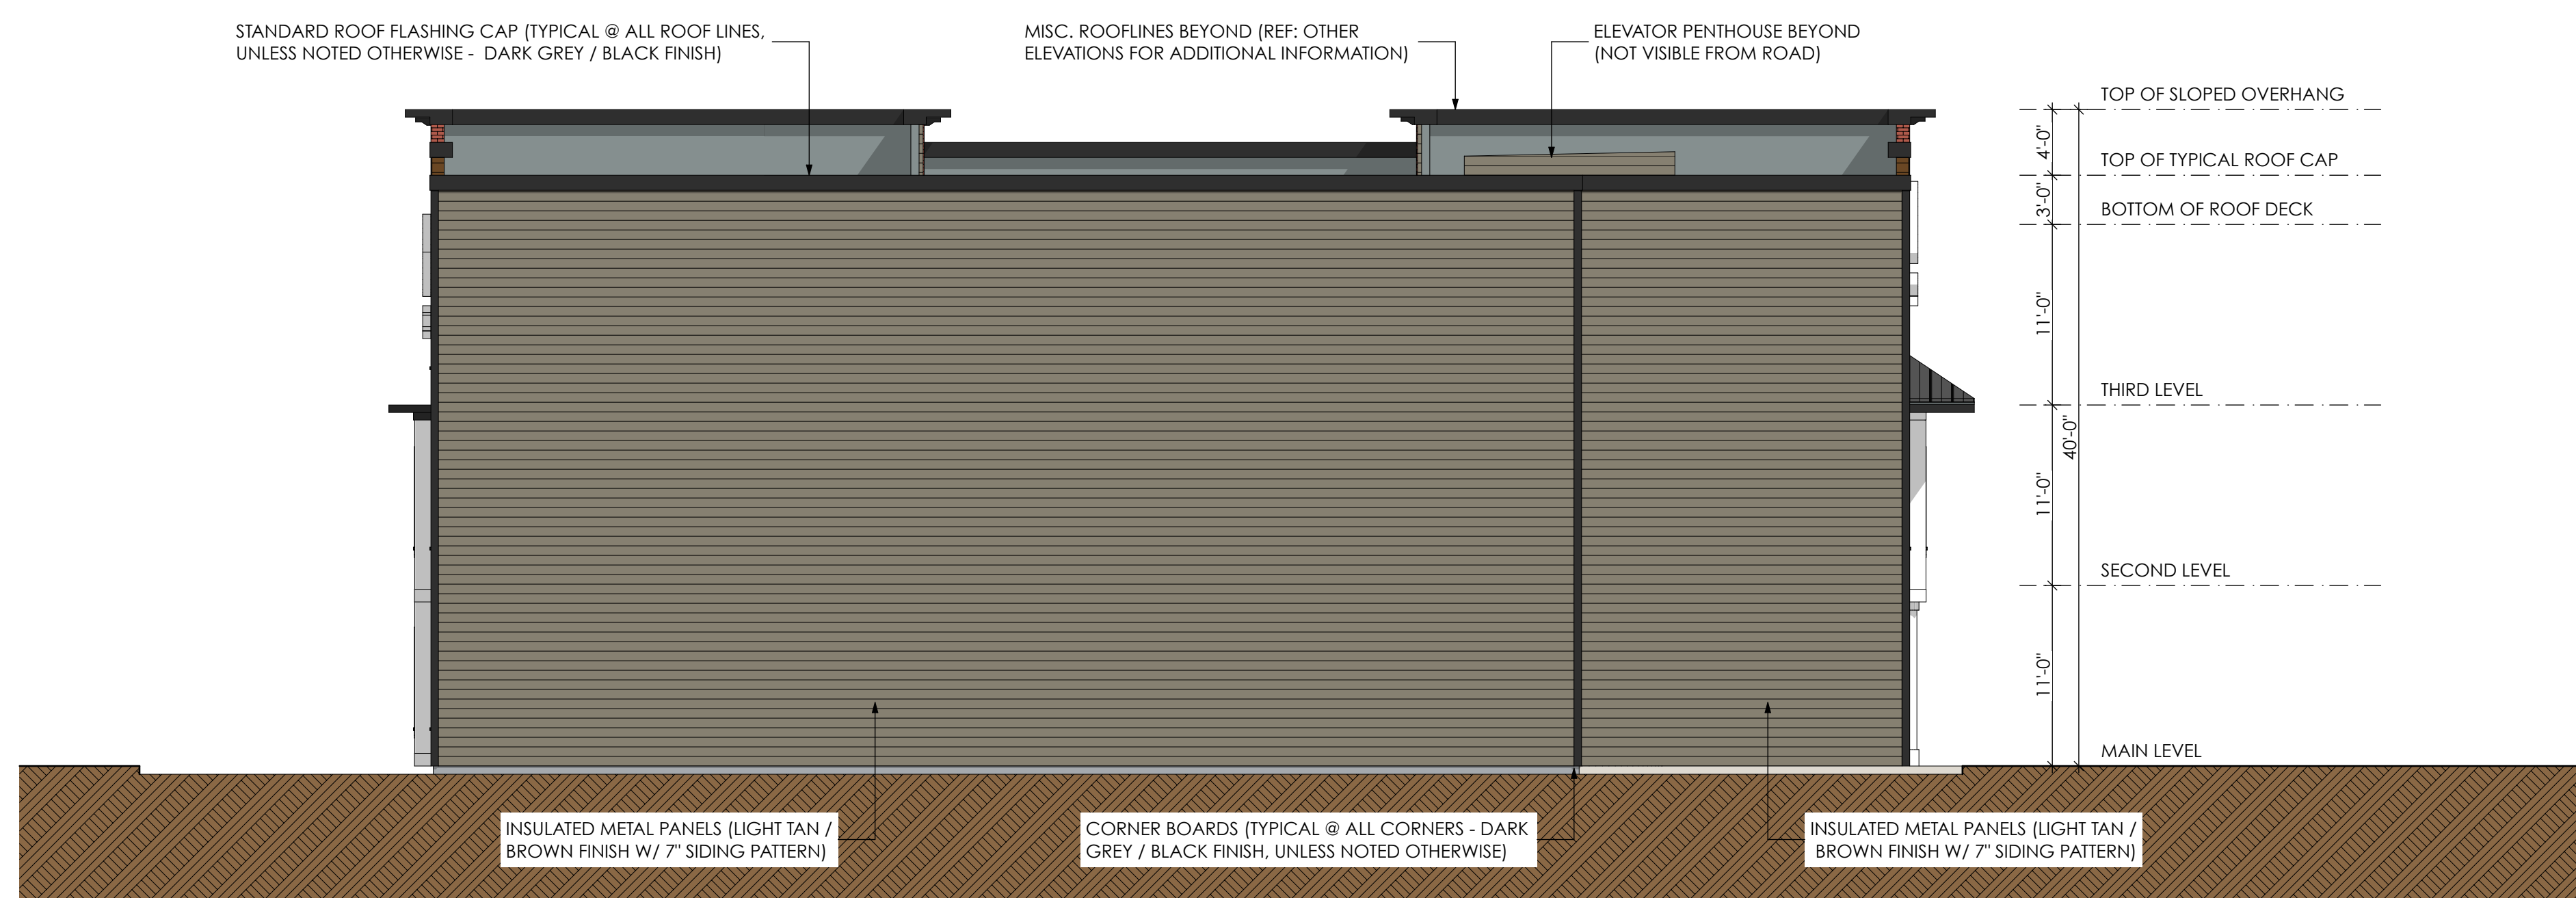 STANDARD ROOF FLASHING CAP (TYPICAL @ ALL ROOF LINES,
UNLESS NOTED OTHERWISE - DARK GREY / BLACK FINISH)
MISC. ROOFLINES BEYOND (REF: OTHER
ELEVATIONS FOR ADDITIONAL INFORMATION)
ELEVATOR PENTHOUSE BEYOND
(NOT VISIBLE FROM ROAD)
TOP OF SLOPED OVERHANG
4'-0"
TOP OF TYPICAL ROOF CAP
3'-0"
BOTTOM OF ROOF DECK
11'-0"
THIRD LEVEL
40'-0"
11'-0"
SECOND LEVEL
11'-0"
MAIN LEVEL
INSULATED METAL PANELS (LIGHT TAN /
BROWN FINISH W/ 7" SIDING PATTERN)
CORNER BOARDS (TYPICAL @ ALL CORNERS - DARK
GREY / BLACK FINISH, UNLESS NOTED OTHERWISE)
INSULATED METAL PANELS (LIGHT TAN /
BROWN FINISH W/ 7" SIDING PATTERN)